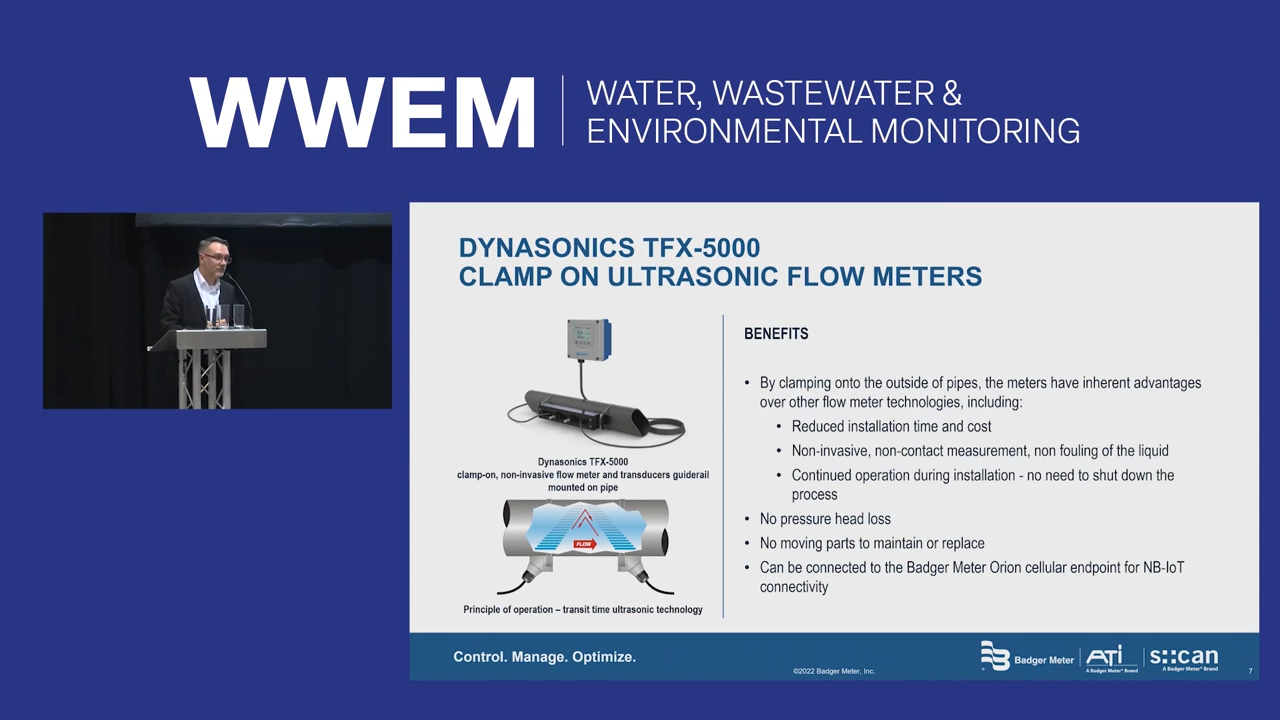 WWEM
WATER, WASTEWATER &
ENVIRONMENTAL MONITORING
DYNASONICS TFX-5000
CLAMP ON ULTRASONIC FLOW METERS
Dynasonics TFX-5000
clamp-on, non-invasive flow meter and transducers guiderail
mounted on pipe
FLOW
Principle of operation – transit time ultrasonic technology
BENEFITS
• By clamping onto the outside of pipes, the meters have inherent advantages
over other flow meter technologies, including:
• Reduced installation time and cost
• Non-invasive, non-contact measurement, non fouling of the liquid
• Continued operation during installation - no need to shut down the
process
• No pressure head loss
• No moving parts to maintain or replace
• Can be connected to the Badger Meter Orion cellular endpoint for NB-IoT
connectivity
Control. Manage. Optimize.
©2022 Badger Meter, Inc.
Badger Meter
ATi
A Badger Meter® Brand
s::can
A Badger Meter® Brand
7